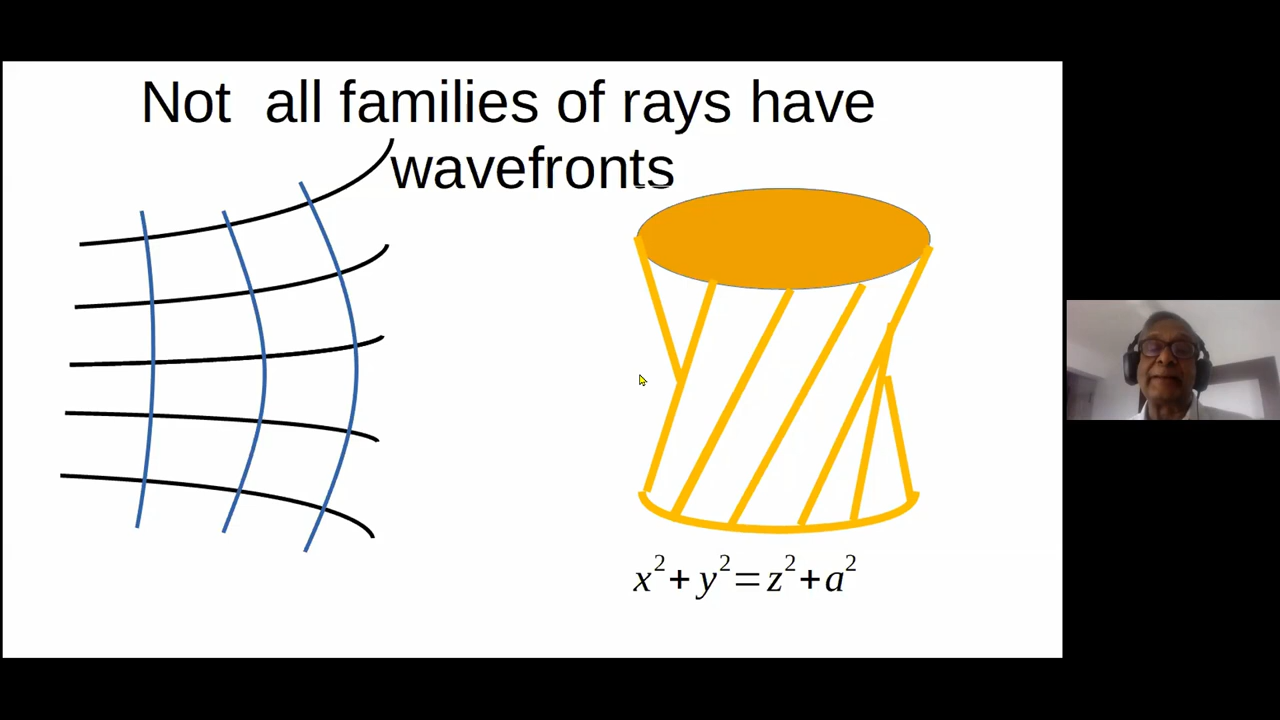 Not all families of rays have
wavefronts
x²+y²=z²+a²